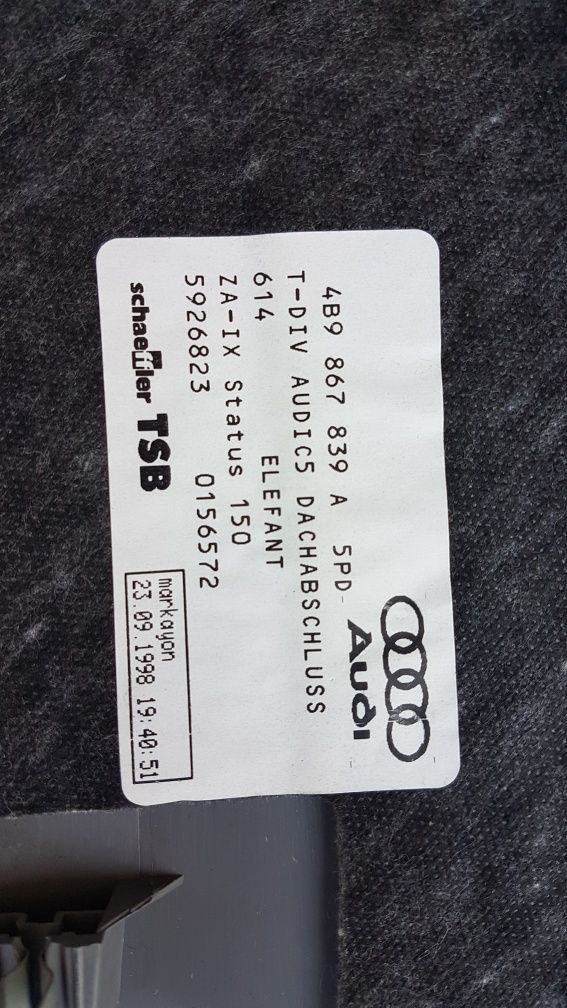 Audi
4B9 867 839 A 5PD
T-DIV AUDIC5 DACHABSCHLUSS
614 ELEFANT
ZA-IX Status 150
5926823 0156572
schaeffler TSB
markayon
23.09.1998 19:40:51